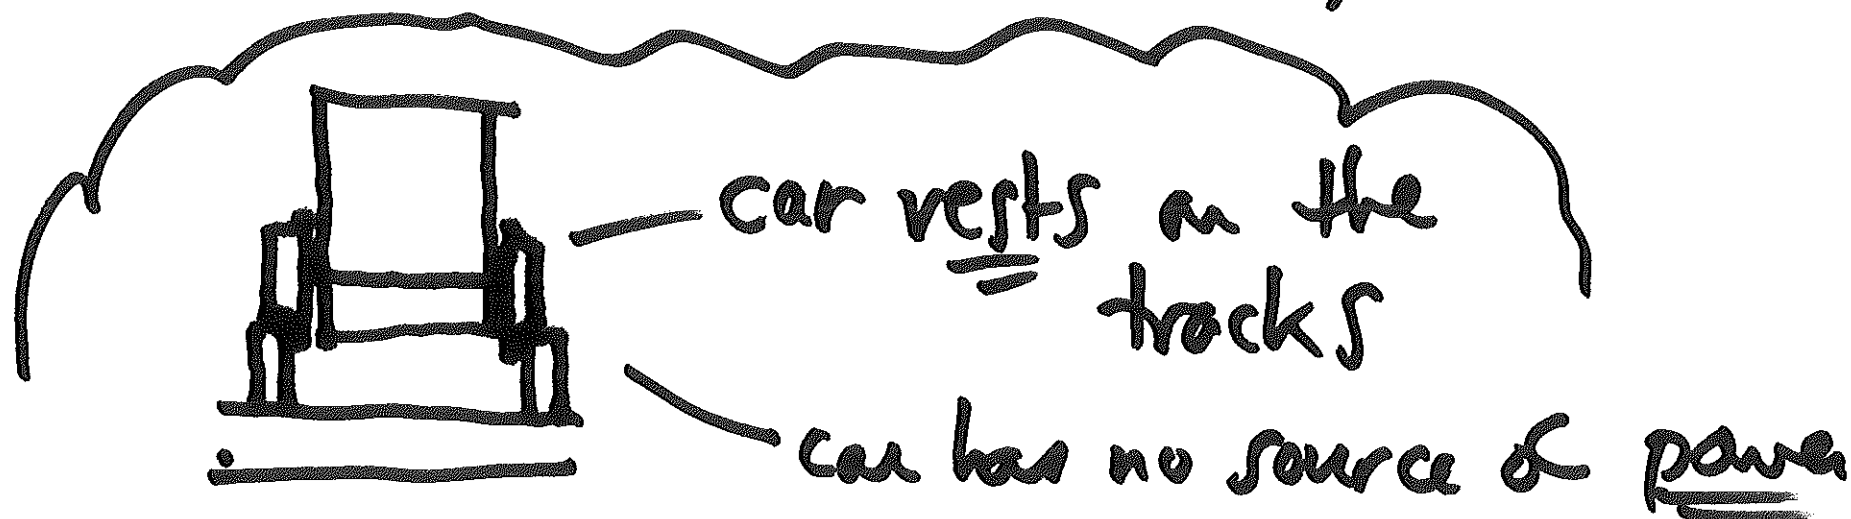 car rests on the
tracks
car has no source of power